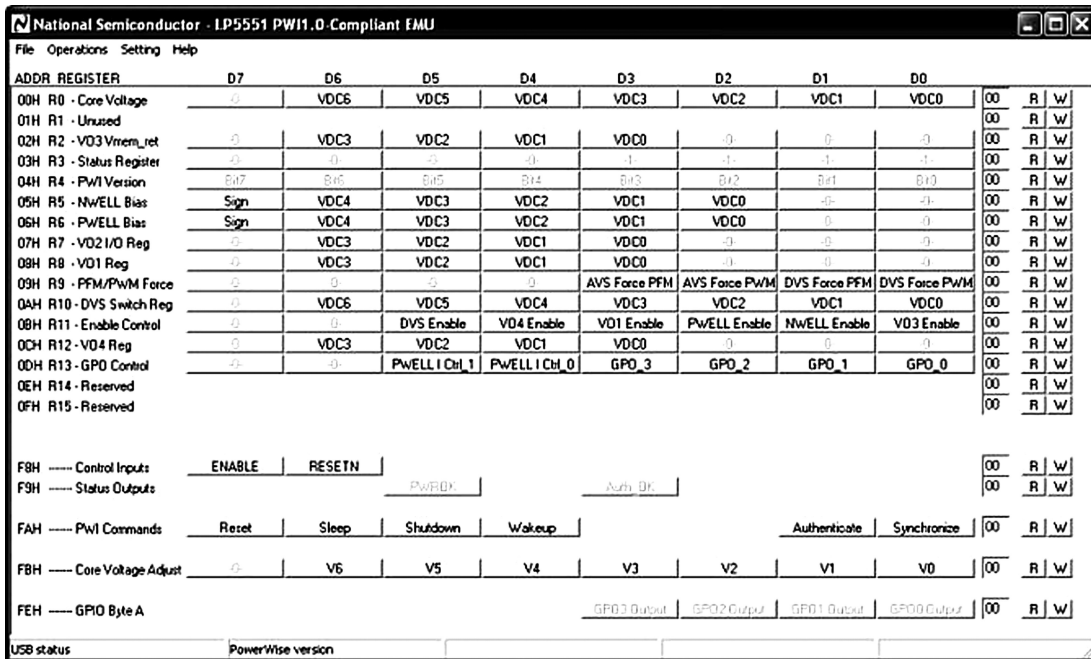 National Semiconductor - LP5551 PWI1.0-Compliant EMU
File Operations Setting Help
ADDR REGISTER D7 D6 D5 D4 D3 D2 D1 D0
00H R0 - Core Voltage -0- VDC6 VDC5 VDC4 VDC3 VDC2 VDC1 VDC0 00 R W
01H R1 - Unused 00 R W
02H R2 - VO3 Vmem_ret -0- VDC3 VDC2 VDC1 VDC0 -0- -0- -0- 00 R W
03H R3 - Status Register -0- -0- -0- -0- -1- -1- -1- -1- 00 R W
04H R4 - PWI Version Bit7 Bit6 Bit5 Bit4 Bit3 Bit2 Bit1 Bit0 00 R W
05H R5 - NWELL Bias Sign VDC4 VDC3 VDC2 VDC1 VDC0 -0- -0- 00 R W
06H R6 - PWELL Bias Sign VDC4 VDC3 VDC2 VDC1 VDC0 -0- -0- 00 R W
07H R7 - VO2 I/O Reg -0- VDC3 VDC2 VDC1 VDC0 -0- -0- -0- 00 R W
08H R8 - VO1 Reg -0- VDC3 VDC2 VDC1 VDC0 -0- -0- -0- 00 R W
09H R9 - PFM/PWM Force -0- -0- -0- -0- AVS Force PFM AVS Force PWM DVS Force PFM DVS Force PWM 00 R W
0AH R10 - DVS Switch Reg -0- VDC6 VDC5 VDC4 VDC3 VDC2 VDC1 VDC0 00 R W
0BH R11 - Enable Control -0- -0- DVS Enable VO4 Enable VO1 Enable PWELL Enable NWELL Enable VO3 Enable 00 R W
0CH R12 - VO4 Reg -0- VDC3 VDC2 VDC1 VDC0 -0- -0- -0- 00 R W
0DH R13 - GPO Control -0- -0- PWELL I Ctrl_1 PWELL I Ctrl_0 GPO_3 GPO_2 GPO_1 GPO_0 00 R W
0EH R14 - Reserved 00 R W
0FH R15 - Reserved 00 R W
F8H ----- Control Inputs ENABLE RESETN 00 R W
F9H ----- Status Outputs PWROK Auth_OK 00 R W
FAH ----- PWI Commands Reset Sleep Shutdown Wakeup Authenticate Synchronize 00 R W
FBH ----- Core Voltage Adjust -0- V6 V5 V4 V3 V2 V1 V0 00 R W
FEH ----- GPIO Byte A GPO3 Output GPO2 Output GPO1 Output GPO0 Output 00 R W
USB status PowerWise version